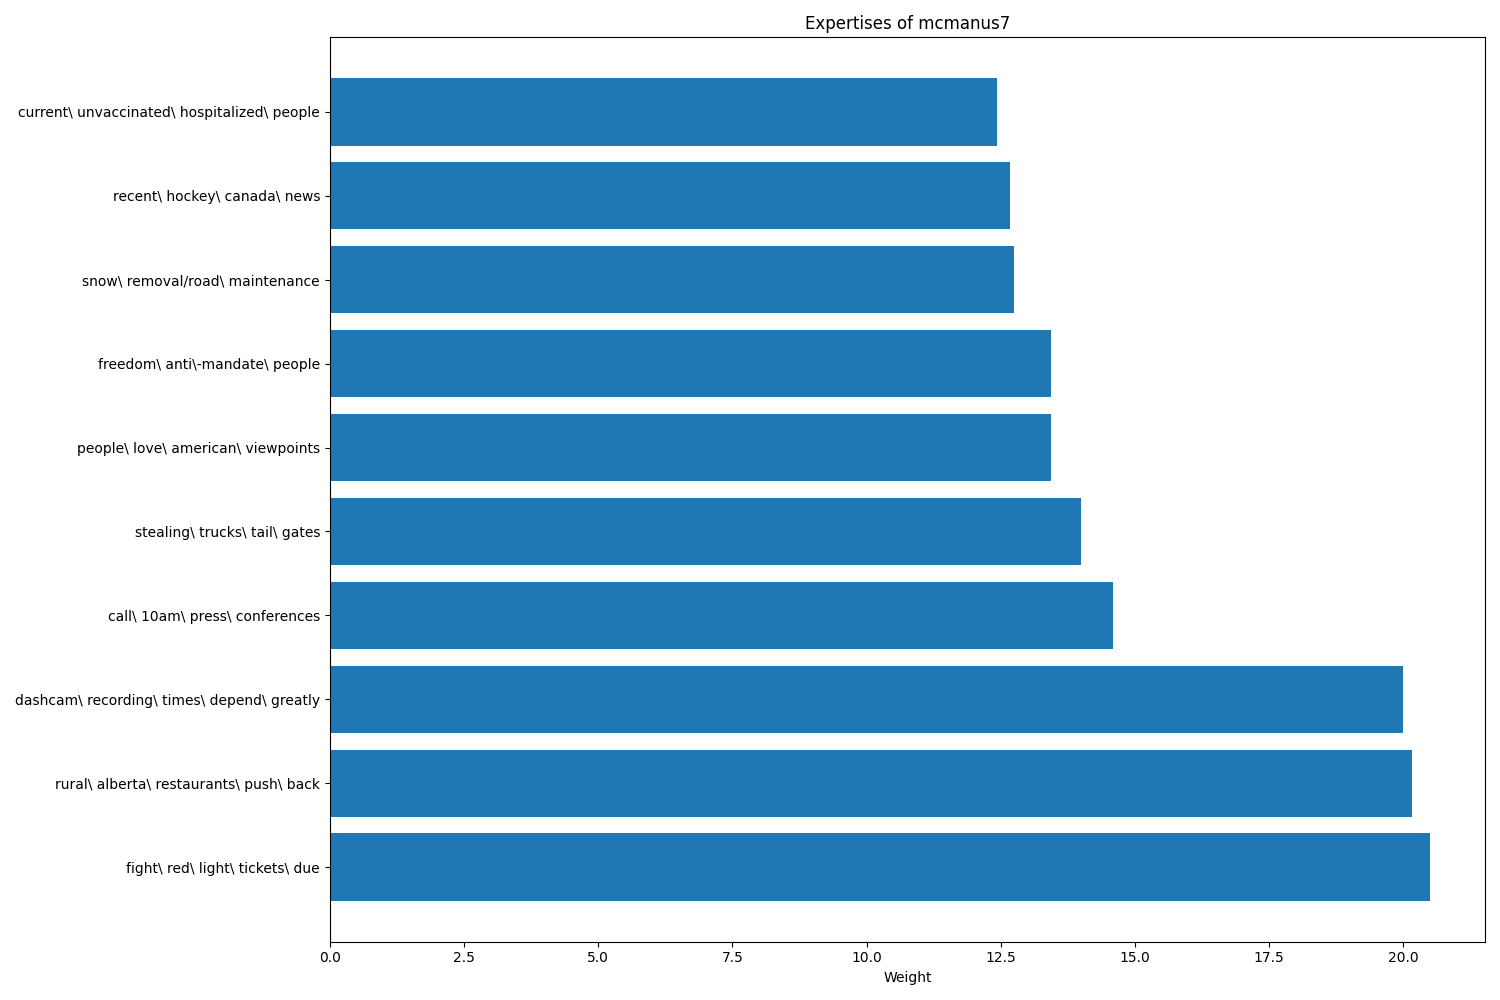 Expertises of mcmanus7
current\ unvaccinated\ hospitalized\ people
recent\ hockey\ canada\ news
snow\ removal/road\ maintenance
freedom\ anti\-mandate\ people
people\ love\ american\ viewpoints
stealing\ trucks\ tail\ gates
call\ 10am\ press\ conferences
dashcam\ recording\ times\ depend\ greatly
rural\ alberta\ restaurants\ push\ back
fight\ red\ light\ tickets\ due
0.0 2.5 5.0 7.5 10.0 12.5 15.0 17.5 20.0
Weight